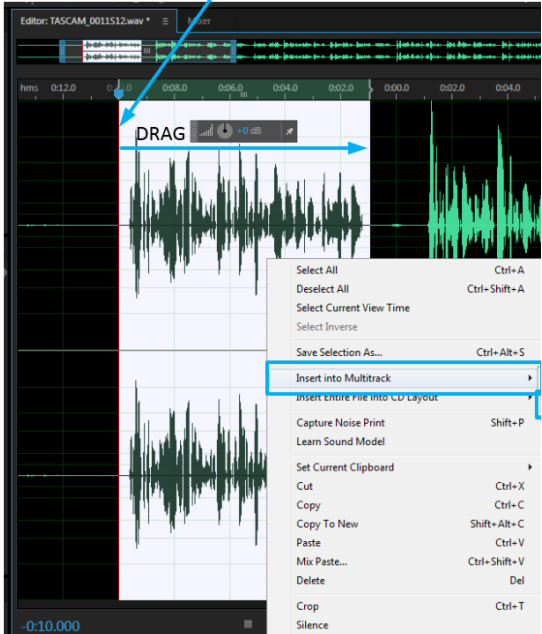 Editor: TASCAM_0011S12.wav *
Mixer
hms 0:12.0 0:08.0 0:06.0 0:04.0 0:02.0 0:00.0 0:02.0 0:04.0
DRAG +0 dB
Select All Ctrl+A
Deselect All Ctrl+Shift+A
Select Current View Time
Select Inverse
Save Selection As... Ctrl+Alt+S
Insert into Multitrack
Insert Entire File into CD Layout
Capture Noise Print Shift+P
Learn Sound Model
Set Current Clipboard
Cut Ctrl+X
Copy Ctrl+C
Copy To New Shift+Alt+C
Paste Ctrl+V
Mix Paste... Ctrl+Shift+V
Delete Del
Crop Ctrl+T
Silence
-0:10.000